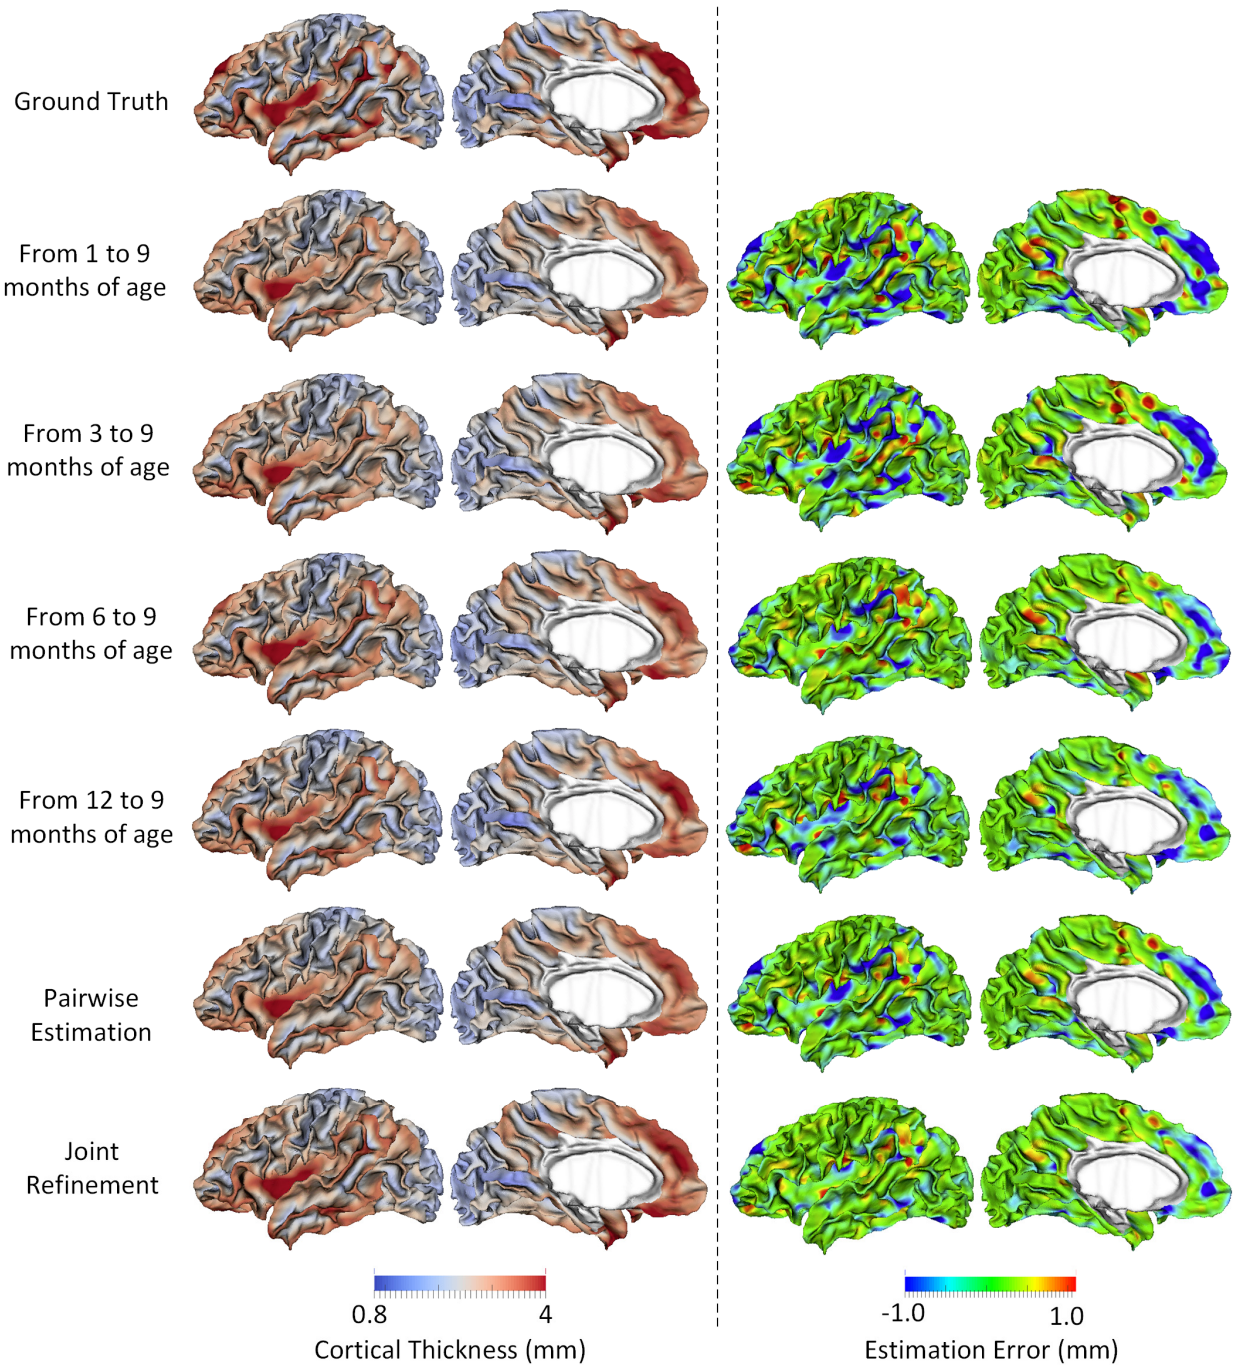 Ground Truth
From 1 to 9
months of age
From 3 to 9
months of age
From 6 to 9
months of age
From 12 to 9
months of age
Pairwise
Estimation
Joint
Refinement
0.8 4
Cortical Thickness (mm)
-1.0 1.0
Estimation Error (mm)